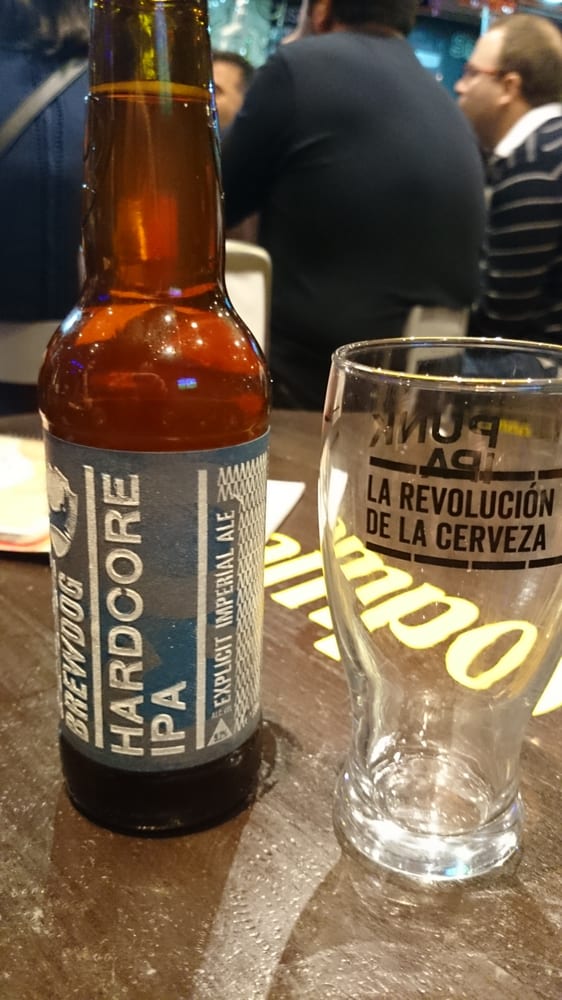 BREWDOG
HARDCORE
IPA
EXPLICIT IMPERIAL ALE
PUNK
IPA
LA REVOLUCIÓN
DE LA CERVEZA